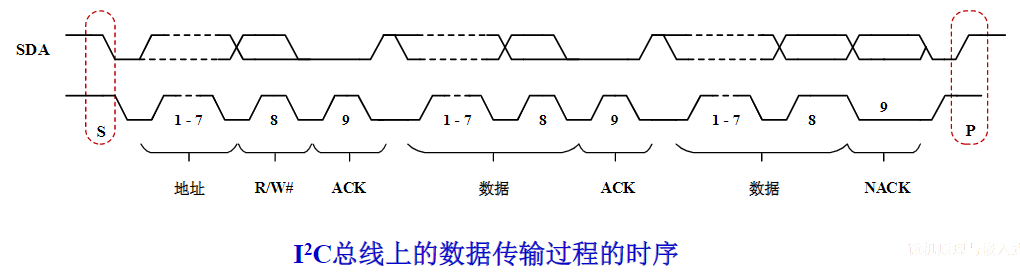 SDA
1 - 7 8 9 1 - 7 8 9 1 - 7 8 9
S P
地址 R/W# ACK 数据 ACK 数据 NACK
I²C总线上的数据传输过程的时序